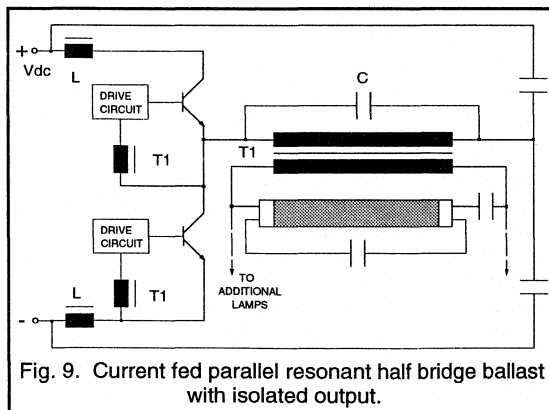 +
Vdc
L
C
DRIVE
CIRCUIT
T1
T1
DRIVE
CIRCUIT
T1
L
-
TO
ADDITIONAL
LAMPS
Fig. 9. Current fed parallel resonant half bridge ballast
with isolated output.